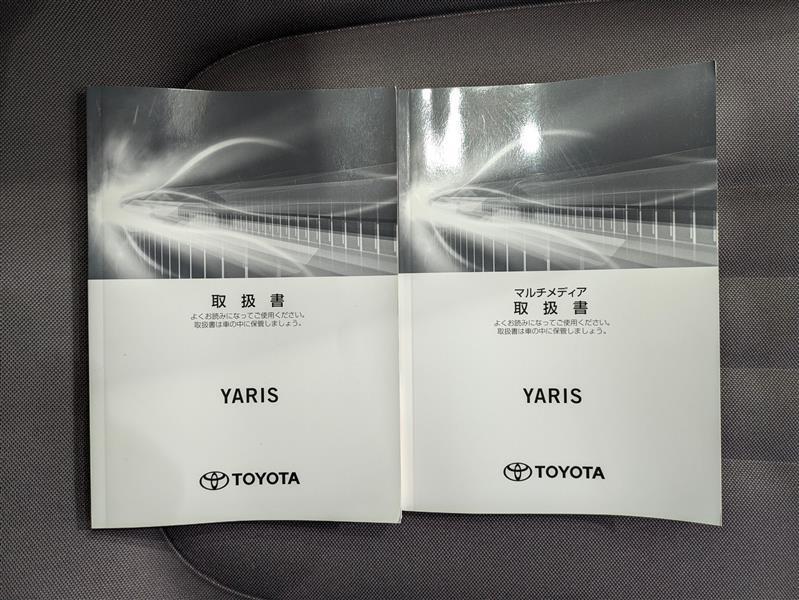 取扱書
よくお読みになってご使用ください。
取扱書は車の中に保管しましょう。
YARIS
TOYOTA
マルチメディア
取扱書
よくお読みになってご使用ください。
取扱書は車の中に保管しましょう。
YARIS
TOYOTA